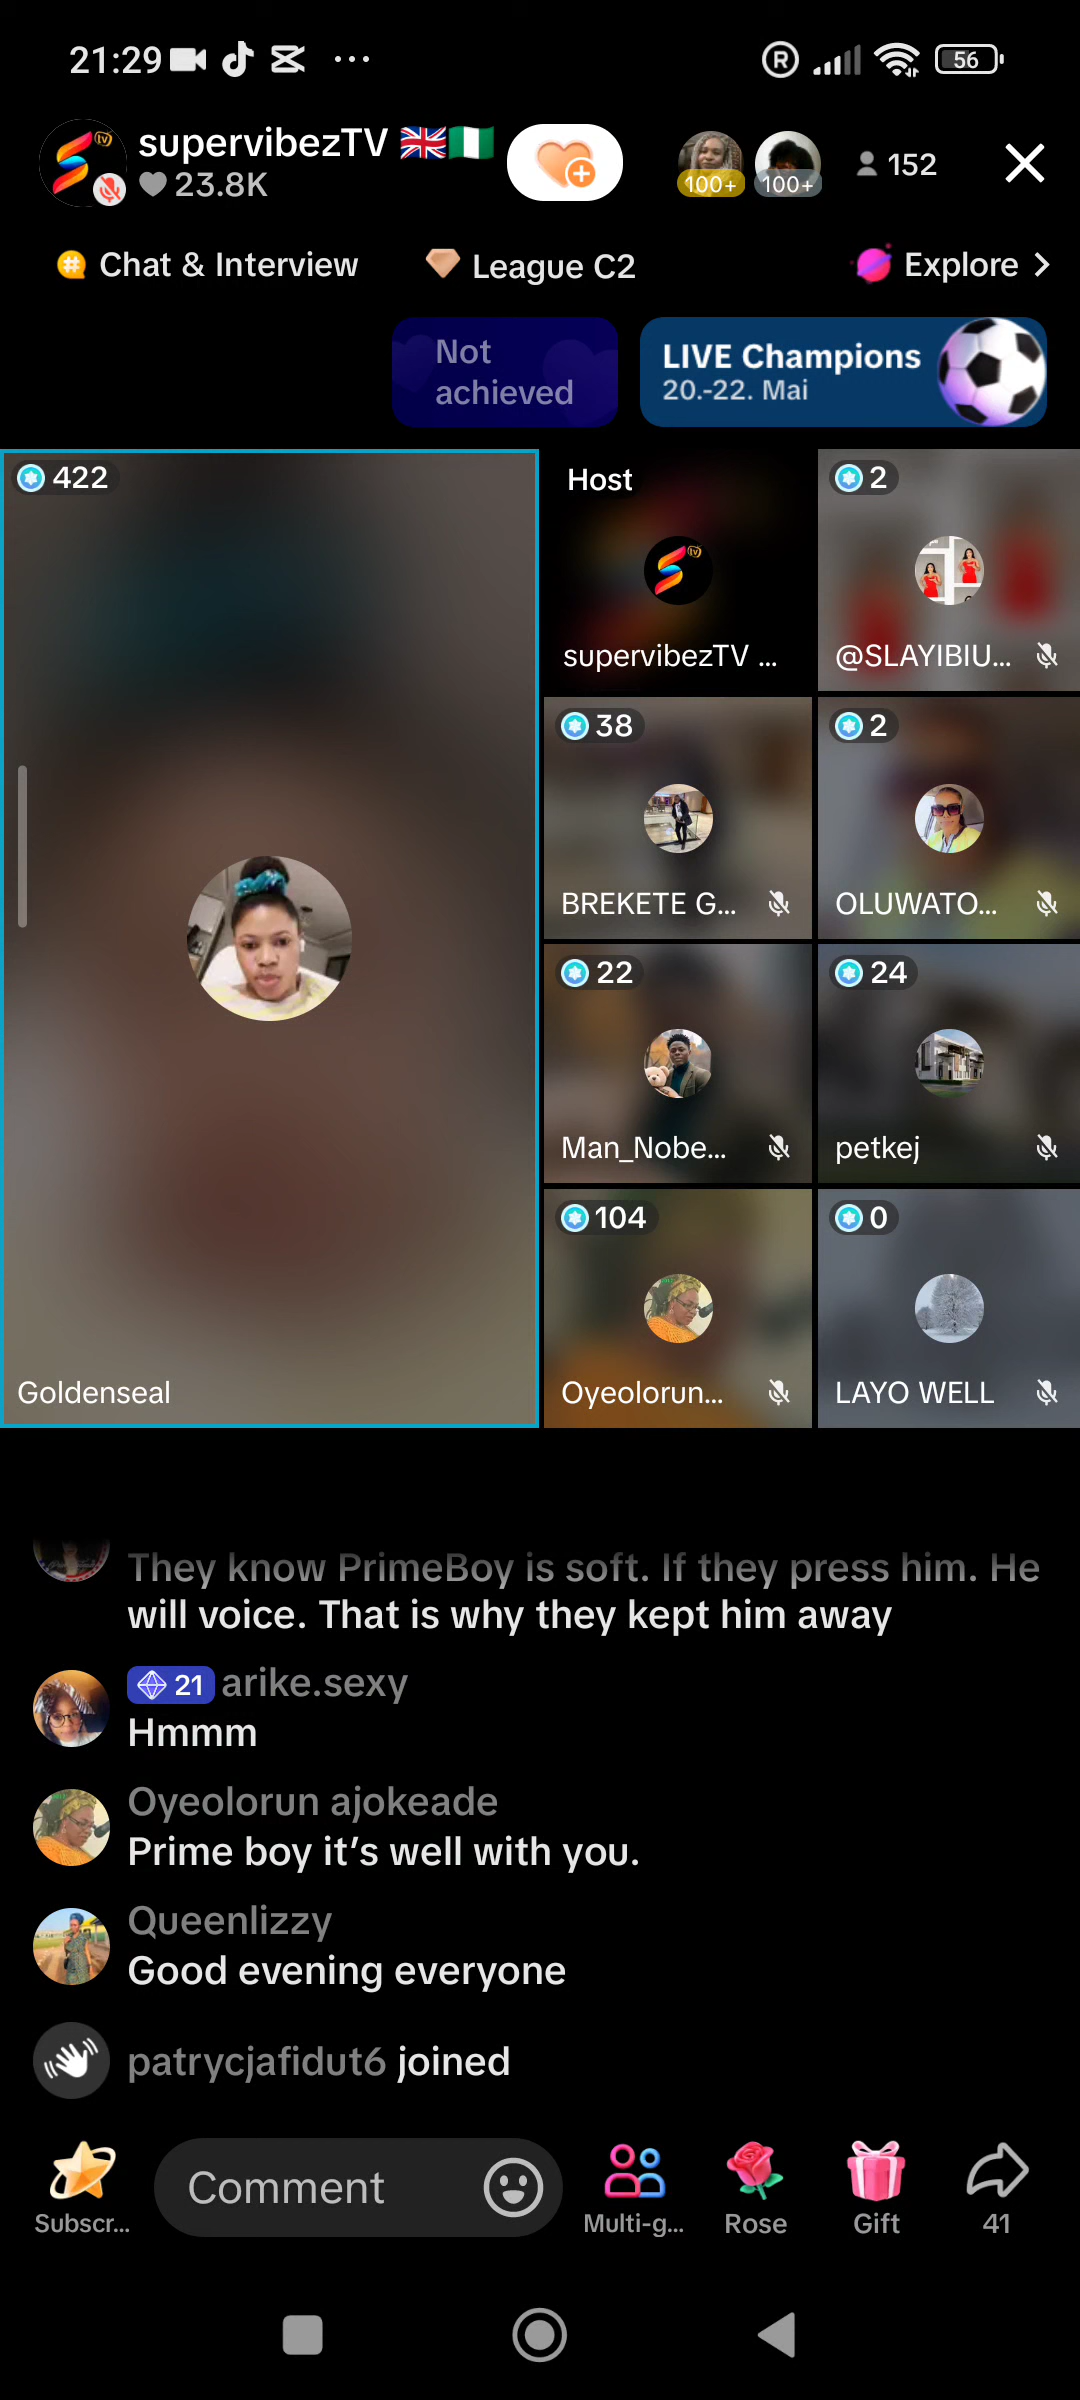 21:29
R
56
supervibezTV 🇬🇧🇳🇬
23.8K
100+
100+
152
Chat & Interview
League C2
Explore
Not
achieved
LIVE Champions
20.-22. Mai
422
Host
2
supervibezTV ...
@SLAYIBIU...
38
2
BREKETE G...
OLUWATO...
22
24
Man_Nobe...
petkej
104
0
Goldenseal
Oyeolorun...
LAYO WELL
They know PrimeBoy is soft. If they press him. He
will voice. That is why they kept him away
21 arike.sexy
Hmmm
Oyeolorun ajokeade
Prime boy it's well with you.
Queenlizzy
Good evening everyone
patrycjafidut6 joined
Comment
Subscr...
Multi-g...
Rose
Gift
41